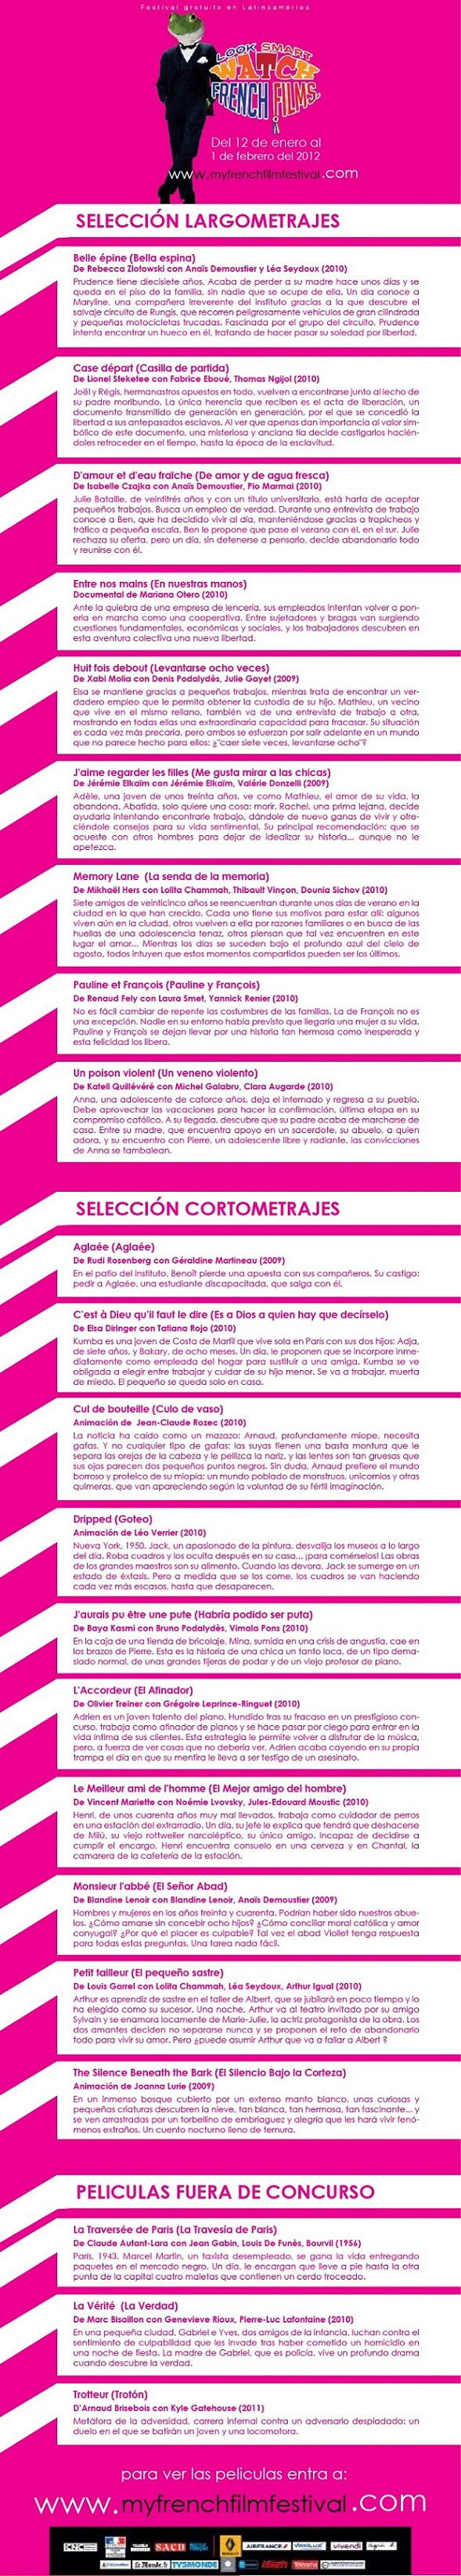 Festival gratuito en Latinoamerica
LOOK SMART
WATCH
FRENCH FILMS.
Del 12 de enero al
1 de febrero del 2012
www.myfrenchfilmfestival.com
SELECCIÓN LARGOMETRAJES
Belle épine (Bella espina)
De Rebecca Zlotowski con Anaïs Demoustier y Léa Seydoux (2010)
Prudence tiene diecisiete años. Acaba de perder a su madre hace unos días y se
queda en el piso de la familia, sin nadie que se ocupe de ella. Un día conoce a
Maryline, una compañera irreverente del instituto gracias a la que descubre el
salvaje circuito de Rungis, que recorren peligrosamente vehículos de gran cilindrada
y pequeñas motocicletas trucadas. Fascinada por el grupo del circuito, Prudence
intenta encontrar un hueco en él, tratando de hacer pasar su soledad por libertad.
Case départ (Casilla de partida)
De Lionel Steketee con Fabrice Eboué, Thomas Ngijol (2010)
Joël y Régis, hermanastros opuestos en todo, vuelven a encontrarse junto al lecho de
su padre moribundo. La única herencia que reciben es el acta de liberación, un
documento transmitido de generación en generación, por el que se concedió la
libertad a sus antepasados esclavos. Al ver que apenas dan importancia al valor sim-
bólico de este documento, una misteriosa y anciana tía decide castigarlos hacién-
doles retroceder en el tiempo, hasta la época de la esclavitud.
D'amour et d'eau fraîche (De amor y de agua fresca)
De Isabelle Czajka con Anaïs Demoustier, Pio Marmai (2010)
Julie Bataille, de veintitrés años y con un título universitario, está harta de aceptar
pequeños trabajos. Busca un empleo de verdad. Durante una entrevista de trabajo
conoce a Ben, que ha decidido vivir al día, manteniéndose gracias a trapicheos y
tráfico a pequeña escala. Ben le propone que pase el verano con él, en el sur. Julie
rechaza su oferta, pero un día, sin detenerse a pensarlo, decide abandonarlo todo
y reunirse con él.
Entre nos mains (En nuestras manos)
Documental de Mariana Otero (2010)
Ante la quiebra de una empresa de lencería, sus empleados intentan volver a pon-
erla en marcha como una cooperativa. Entre sujetadores y bragas van surgiendo
cuestiones fundamentales, económicas y sociales, y los trabajadores descubren en
esta aventura colectiva una nueva libertad.
Huit fois debout (Levantarse ocho veces)
De Xabi Molia con Denis Podalydès, Julie Gayet (2009)
Elsa se mantiene gracias a pequeños trabajos, mientras trata de encontrar un ver-
dadero empleo que le permita obtener la custodia de su hijo. Mathieu, un vecino
que vive en el mismo rellano, también va de una entrevista de trabajo a otra,
mostrando en todas ellas una extraordinaria capacidad para fracasar. Su situación
es cada vez más precaria, pero ambos se esfuerzan por salir adelante en un mundo
que no parece hecho para ellos: ¿"caer siete veces, levantarse ocho"?
J'aime regarder les filles (Me gusta mirar a las chicas)
De Jérémie Elkaïm con Jérémie Elkaïm, Valérie Donzelli (2009)
Adèle, una joven de unos treinta años, ve como Mathieu, el amor de su vida, la
abandona. Abatida, solo quiere una cosa: morir. Rachel, una prima lejana, decide
ayudarla intentando encontrarle trabajo, dándole de nuevo ganas de vivir y ofre-
ciéndole consejos para su vida sentimental. Su principal recomendación: que se
acueste con otros hombres para dejar de idealizar su historia... aunque no le
apetezca.
Memory Lane (La senda de la memoria)
De Mikhaël Hers con Lolita Chammah, Thibault Vinçon, Dounia Sichov (2010)
Siete amigos de veinticinco años se reencuentran durante unos días de verano en la
ciudad en la que han crecido. Cada uno tiene sus motivos para estar allí: algunos
viven aún en la ciudad, otros vuelven a ella por razones familiares o en busca de las
huellas de una adolescencia tenaz, otros piensan que tal vez encuentren en este
lugar el amor... Mientras los días se suceden bajo el profundo azul del cielo de
agosto, todos intuyen que estos momentos compartidos pueden ser los últimos.
Pauline et François (Pauline y François)
De Renaud Fely con Laura Smet, Yannick Renier (2010)
No es fácil cambiar de repente las costumbres de las familias. La de François no es
una excepción. Nadie en su entorno había previsto que llegaría una mujer a su vida.
Pauline y François se dejan llevar por una historia tan hermosa como inesperada y
esta felicidad los libera.
Un poison violent (Un veneno violento)
De Katell Quillévéré con Michel Galabru, Clara Augarde (2010)
Anna, una adolescente de catorce años, deja el internado y regresa a su pueblo.
Debe aprovechar las vacaciones para hacer la confirmación, última etapa en su
compromiso católico. A su llegada, descubre que su padre acaba de marcharse de
casa. Entre su madre, que encuentra apoyo en un sacerdote, su abuelo, a quien
adora, y su encuentro con Pierre, un adolescente libre y radiante, las convicciones
de Anna se tambalean.
SELECCIÓN CORTOMETRAJES
Aglaée (Aglaée)
De Rudi Rosenberg con Géraldine Martineau (2009)
En el patio del instituto, Benoît pierde una apuesta con sus compañeros. Su castigo:
pedir a Aglaée, una estudiante discapacitada, que salga con él.
C'est à Dieu qu'il faut le dire (Es a Dios a quien hay que decírselo)
De Elsa Diringer con Tatiana Rojo (2010)
Kumba es una joven de Costa de Marfil que vive sola en París con sus dos hijos: Adja,
de siete años, y Bakary, de ocho meses. Un día, le proponen que se incorpore inme-
diatamente como empleada del hogar para sustituir a una amiga. Kumba se ve
obligada a elegir entre trabajar y cuidar de su hijo menor. Se va a trabajar, muerta
de miedo. El pequeño se queda solo en casa.
Cul de bouteille (Culo de vaso)
Animación de Jean-Claude Rozec (2010)
La noticia ha caído como un mazazo: Arnaud, profundamente miope, necesita
gafas. Y no cualquier tipo de gafas: las suyas tienen una basta montura que le
separa las orejas de la cabeza y le pellizca la nariz, y las lentes son tan gruesas que
sus ojos parecen dos pequeños puntos negros. Sin duda, Arnaud prefiere el mundo
borroso y proteico de su miopía: un mundo poblado de monstruos, unicornios y otras
quimeras, que van apareciendo según la voluntad de su fértil imaginación.
Dripped (Goteo)
Animación de Léo Verrier (2010)
Nueva York, 1950. Jack, un apasionado de la pintura, desvalija los museos a lo largo
del día. Roba cuadros y los oculta después en su casa... ¡para comérselos! Las obras
de los grandes maestros son su alimento. Cuando las devora, Jack se sumerge en un
estado de éxtasis. Pero a medida que se los come, los cuadros se van haciendo
cada vez más escasos, hasta que desaparecen.
J'aurais pu être une pute (Habría podido ser puta)
De Baya Kasmi con Bruno Podalydès, Vimala Pons (2010)
En la caja de una tienda de bricolaje, Mina, sumida en una crisis de angustia, cae en
los brazos de Pierre. Esta es la historia de una chica un tanto loca, de un tipo dema-
siado normal, de unas grandes tijeras de podar y de un viejo profesor de piano.
L'Accordeur (El Afinador)
De Olivier Treiner con Grégoire Leprince-Ringuet (2010)
Adrien es un joven talento del piano. Hundido tras su fracaso en un prestigioso con-
curso, trabaja como afinador de pianos y se hace pasar por ciego para entrar en la
vida íntima de sus clientes. Esta estrategia le permite volver a disfrutar de la música,
pero, a fuerza de ver cosas que no debería ver, Adrien acaba cayendo en su propia
trampa el día en que su mentira le lleva a ser testigo de un asesinato.
Le Meilleur ami de l'homme (El Mejor amigo del hombre)
De Vincent Mariette con Noémie Lvovsky, Jules-Edouard Moustic (2010)
Henri, de unos cuarenta años muy mal llevados, trabaja como cuidador de perros
en una estación del extrarradio. Un día, su jefe le explica que tendrá que deshacerse
de Milú, su viejo rottweiler narcoléptico, su único amigo. Incapaz de decidirse a
cumplir el encargo, Henri encuentra consuelo en una cerveza y en Chantal, la
camarera de la cafetería de la estación.
Monsieur l'abbé (El Señor Abad)
De Blandine Lenoir con Blandine Lenoir, Anaïs Demoustier (2009)
Hombres y mujeres en los años treinta y cuarenta. Podrían haber sido nuestros abue-
los. ¿Cómo amarse sin concebir ocho hijos? ¿Cómo conciliar moral católica y amor
conyugal? ¿Por qué el placer es culpable? Tal vez el abad Viollet tenga respuesta
para todas estas preguntas. Una tarea nada fácil.
Petit tailleur (El pequeño sastre)
De Louis Garrel con Lolita Chammah, Léa Seydoux, Arthur Igual (2010)
Arthur es aprendiz de sastre en el taller de Albert, que se jubilará en poco tiempo y lo
ha elegido como su sucesor. Una noche, Arthur va al teatro invitado por su amigo
Sylvain y se enamora locamente de Marie-Julie, la actriz protagonista de la obra. Los
dos amantes deciden no separarse nunca y se proponen el reto de abandonarlo
todo para vivir su amor. Pero ¿puede asumir Arthur que va a fallar a Albert ?
The Silence Beneath the Bark (El Silencio Bajo la Corteza)
Animación de Joanna Lurie (2009)
En un inmenso bosque cubierto por un extenso manto blanco, unas curiosas y
pequeñas criaturas descubren la nieve, tan blanca, tan hermosa, tan fascinante... y
se ven arrastradas por un torbellino de embriaguez y alegría que les hará vivir fenó-
menos extraños. Un cuento nocturno lleno de ternura.
PELICULAS FUERA DE CONCURSO
La Traversée de Paris (La Travesía de París)
De Claude Autant-Lara con Jean Gabin, Louis De Funès, Bourvil (1956)
París, 1943. Marcel Martin, un taxista desempleado, se gana la vida entregando
paquetes en el mercado negro. Un día, le encargan que lleve a pie hasta la otra
punta de la capital cuatro maletas que contienen un cerdo troceado.
La Vérité (La Verdad)
De Marc Bisaillon con Genevieve Rioux, Pierre-Luc Lafontaine (2010)
En una pequeña ciudad, Gabriel e Yves, dos amigos de la infancia, luchan contra el
sentimiento de culpabilidad que les invade tras haber cometido un homicidio en
una noche de fiesta. La madre de Gabriel, que es policía, vive un profundo drama
cuando descubre la verdad.
Trotteur (Trotón)
D'Arnaud Brisebois con Kyle Gatehouse (2011)
Metáfora de la adversidad, carrera infernal contra un adversario despiadado: un
duelo en el que se batirán un joven y una locomotora.
para ver las peliculas entra a:
www.myfrenchfilmfestival.com
CNC
SACD
RENAULT
AIRFRANCE
vivendi
agnès b.
Le Monde.fr
TV5MONDE